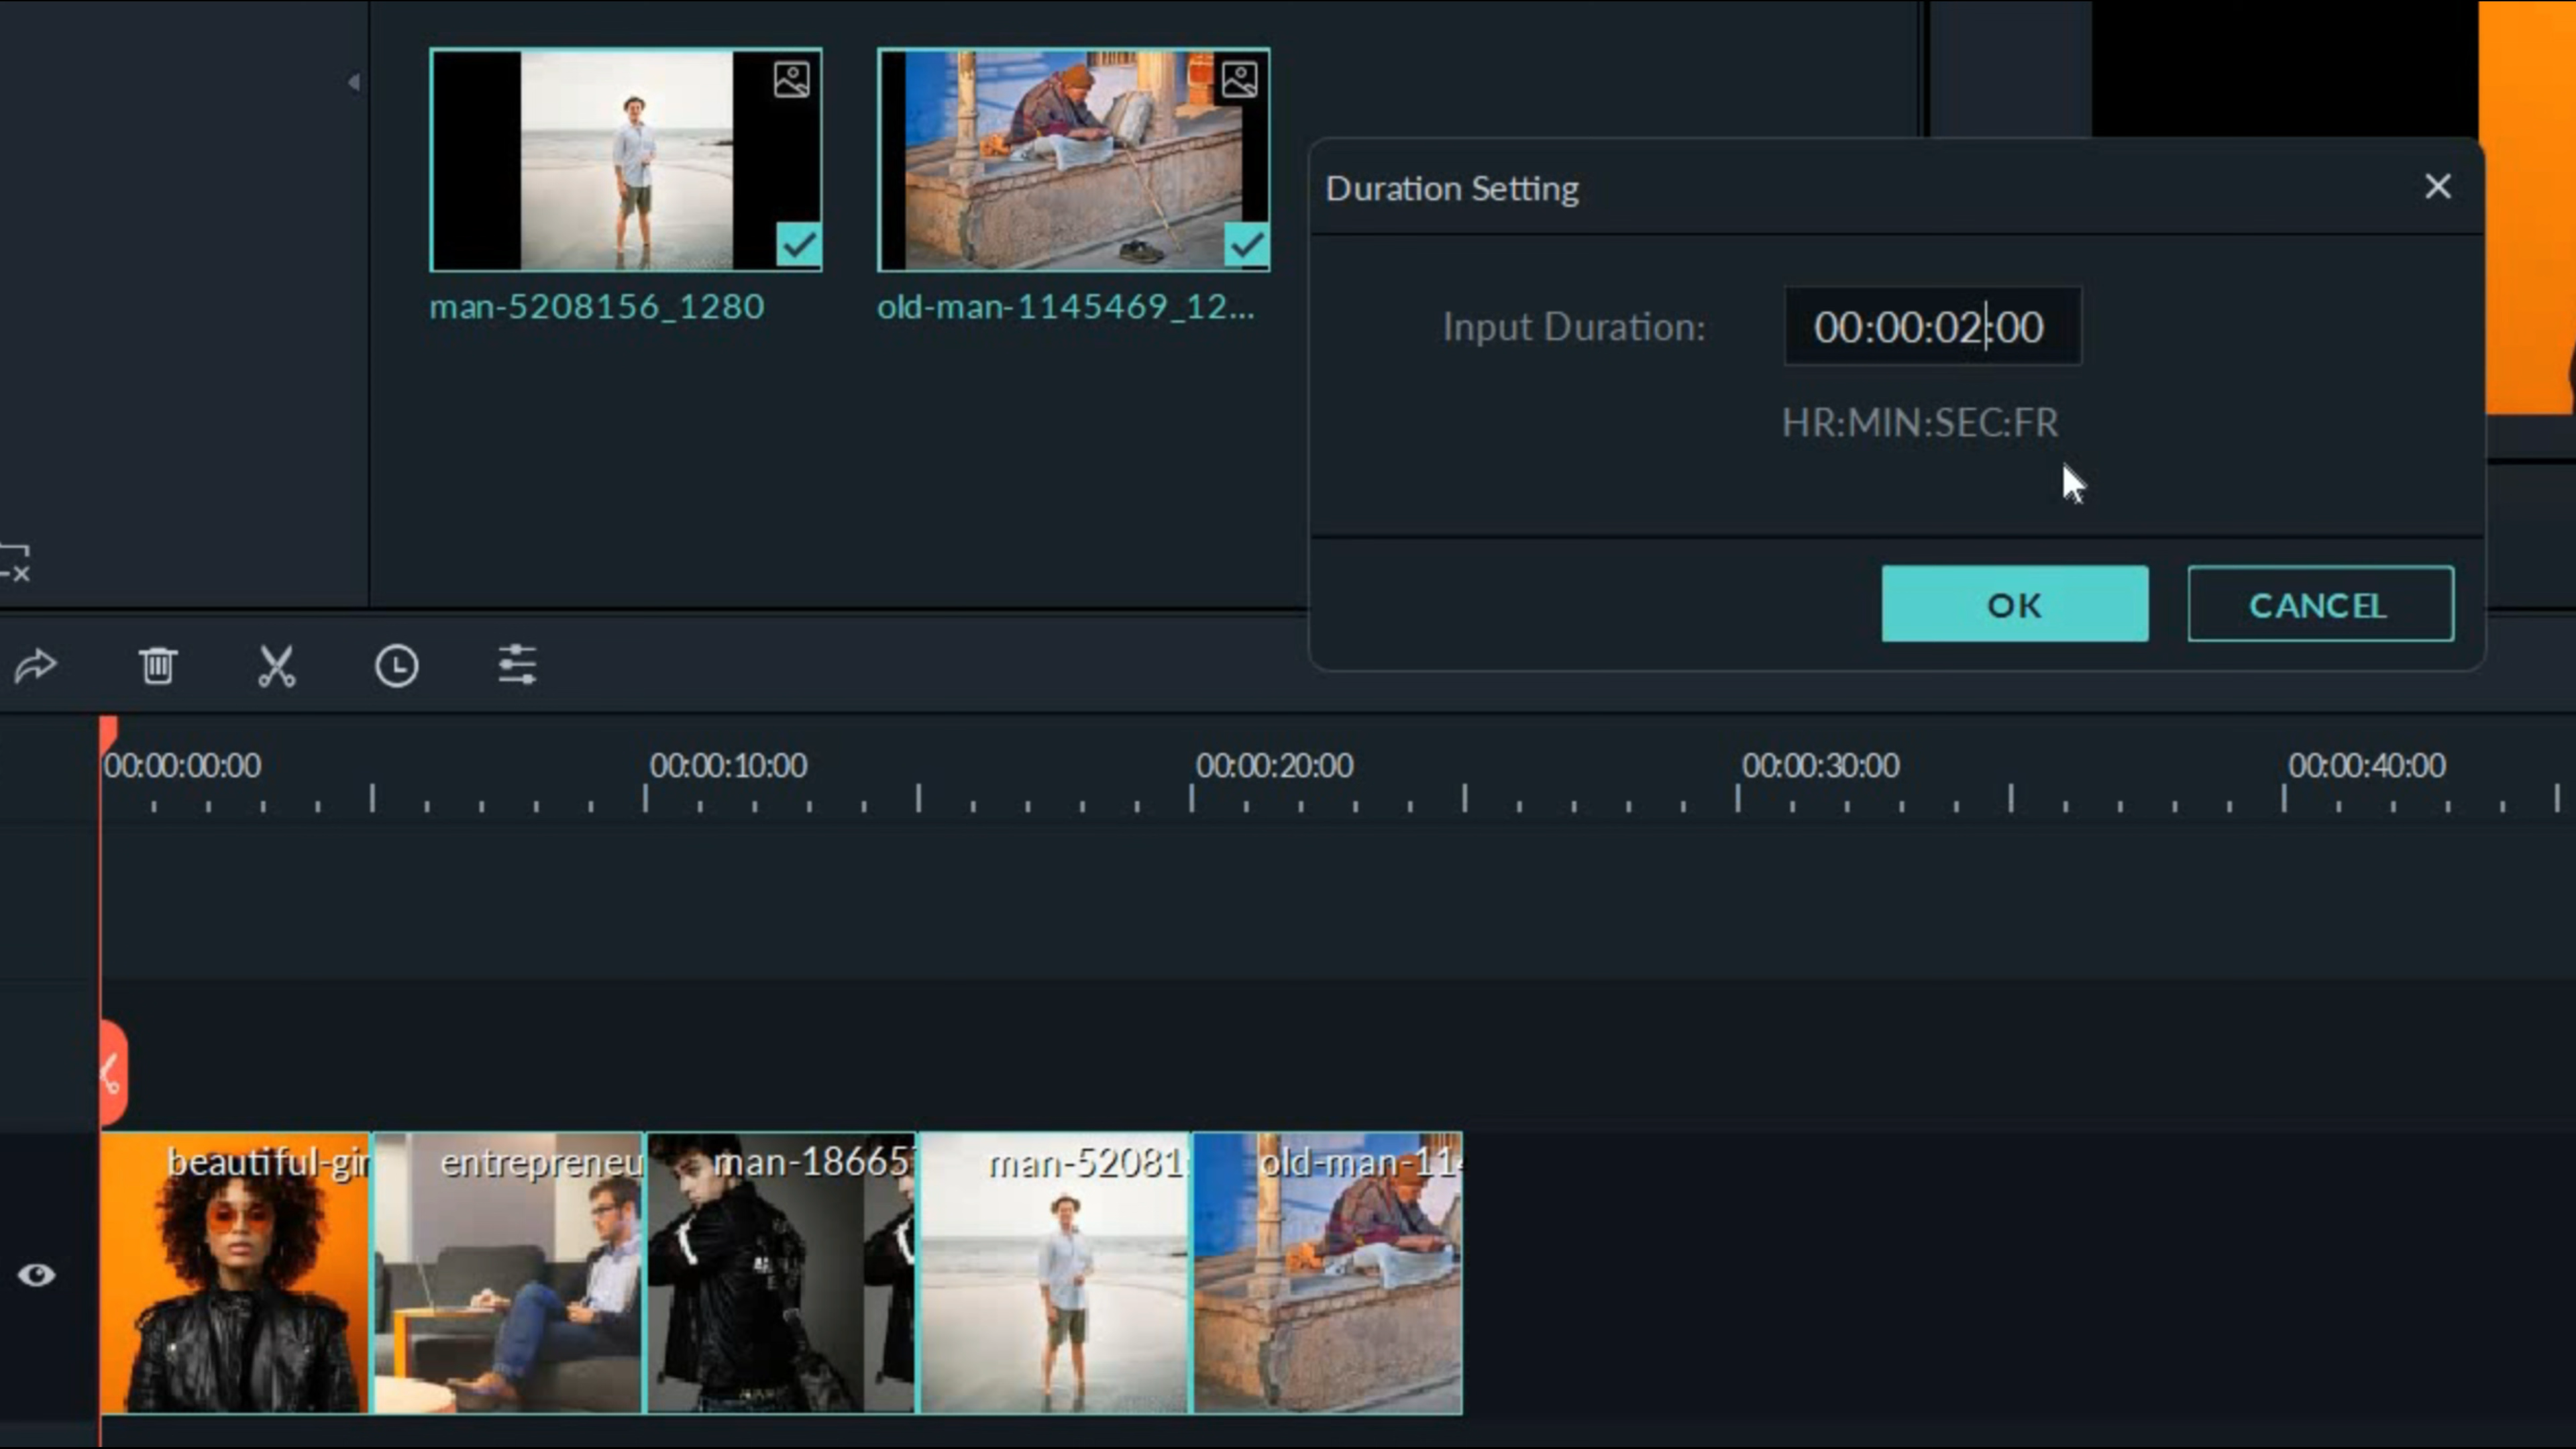 man-5208156_1280
old-man-1145469_12...
Duration Setting
Input Duration:
00:00:02:00
HR:MIN:SEC:FR
OK
CANCEL
00:00:00:00
00:00:10:00
00:00:20:00
00:00:30:00
00:00:40:00
beautiful-gir
entrepreneu
man-18665
man-52081
old-man-114